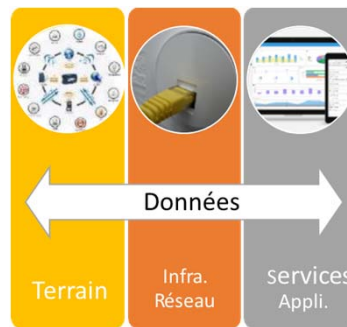 Données
Terrain
Infra.
Réseau
Services
Appli.